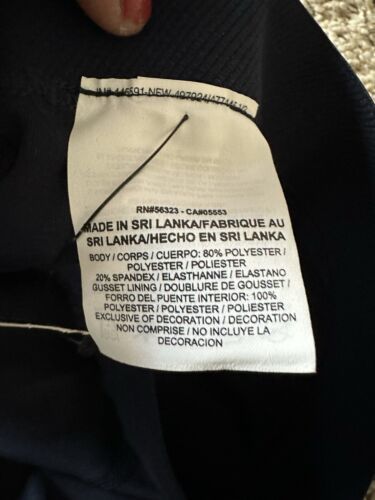 RN#56323 - CA#05553
MADE IN SRI LANKA/FABRIQUE AU
SRI LANKA/HECHO EN SRI LANKA
BODY / CORPS / CUERPO: 80% POLYESTER /
POLYESTER / POLIESTER
20% SPANDEX / ELASTHANNE / ELASTANO
GUSSET LINING / DOUBLURE DE GOUSSET /
FORRO DEL PUENTE INTERIOR: 100%
POLYESTER / POLYESTER / POLIESTER
EXCLUSIVE OF DECORATION / DECORATION
NON COMPRISE / NO INCLUYE LA
DECORACIÓN